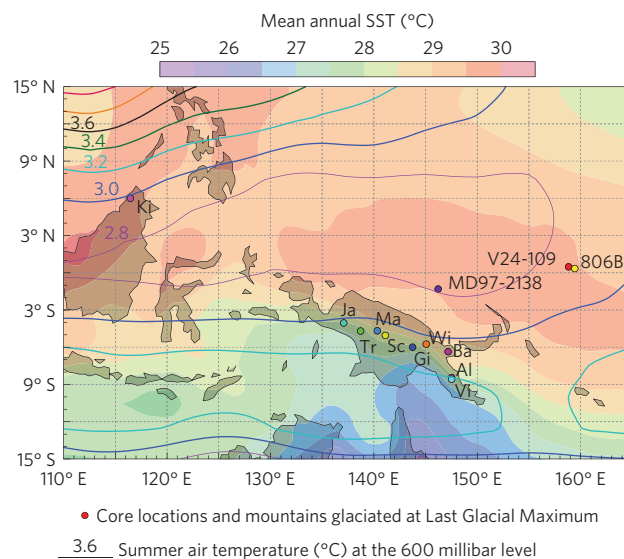 Mean annual SST (°C)
25 26 27 28 29 30
15° N
3.6
3.4
9° N
3.2
3.0
Ki
3° N
2.8
V24-109 806B
MD97-2138
3° S
Ja Ma
Tr Sc Gi Wi Ba
Al
9° S
Vi
15° S
110° E 120° E 130° E 140° E 150° E 160° E
Core locations and mountains glaciated at Last Glacial Maximum
3.6 Summer air temperature (°C) at the 600 millibar level